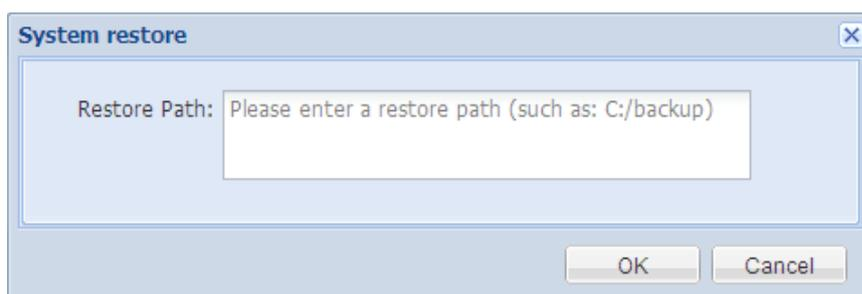 System restore
Restore Path: Please enter a restore path (such as: C:/backup)
OK Cancel